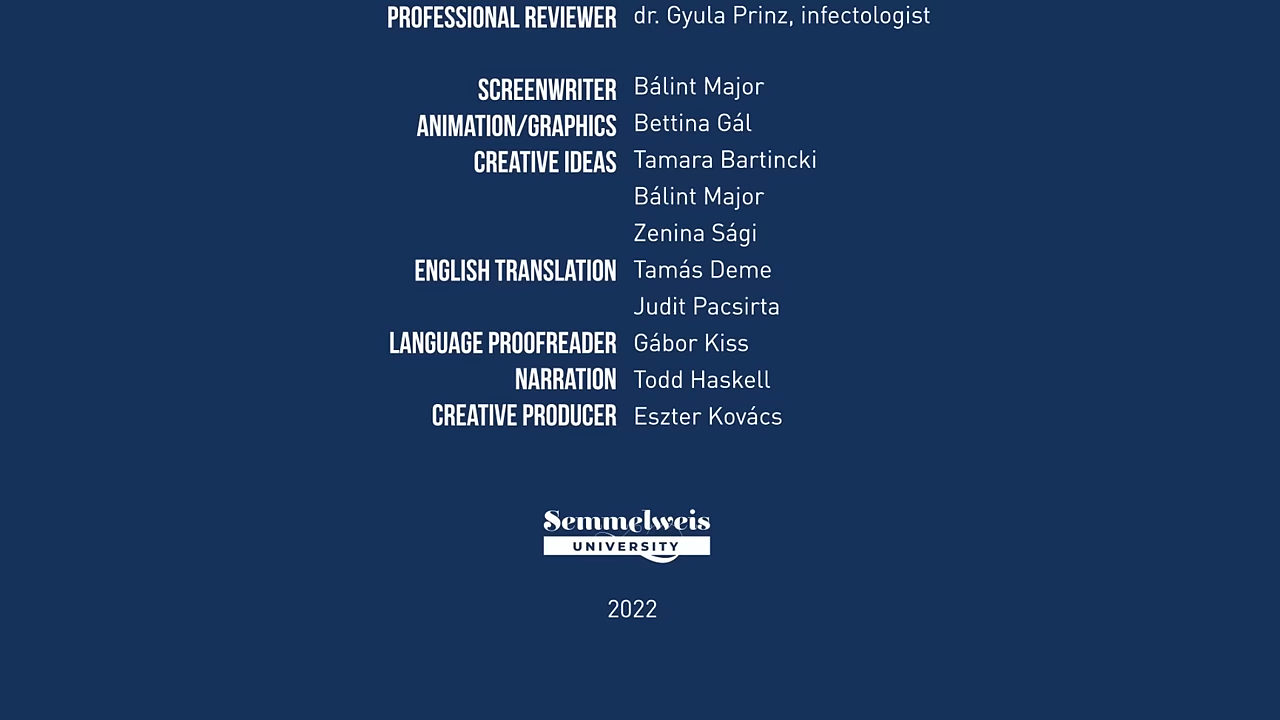 PROFESSIONAL REVIEWER dr. Gyula Prinz, infectologist
SCREENWRITER Bálint Major
ANIMATION/GRAPHICS Bettina Gál
CREATIVE IDEAS Tamara Bartincki
Bálint Major
Zenina Sági
ENGLISH TRANSLATION Tamás Deme
Judit Pacsirta
LANGUAGE PROOFREADER Gábor Kiss
NARRATION Todd Haskell
CREATIVE PRODUCER Eszter Kovács
Semmelweis
UNIVERSITY
2022